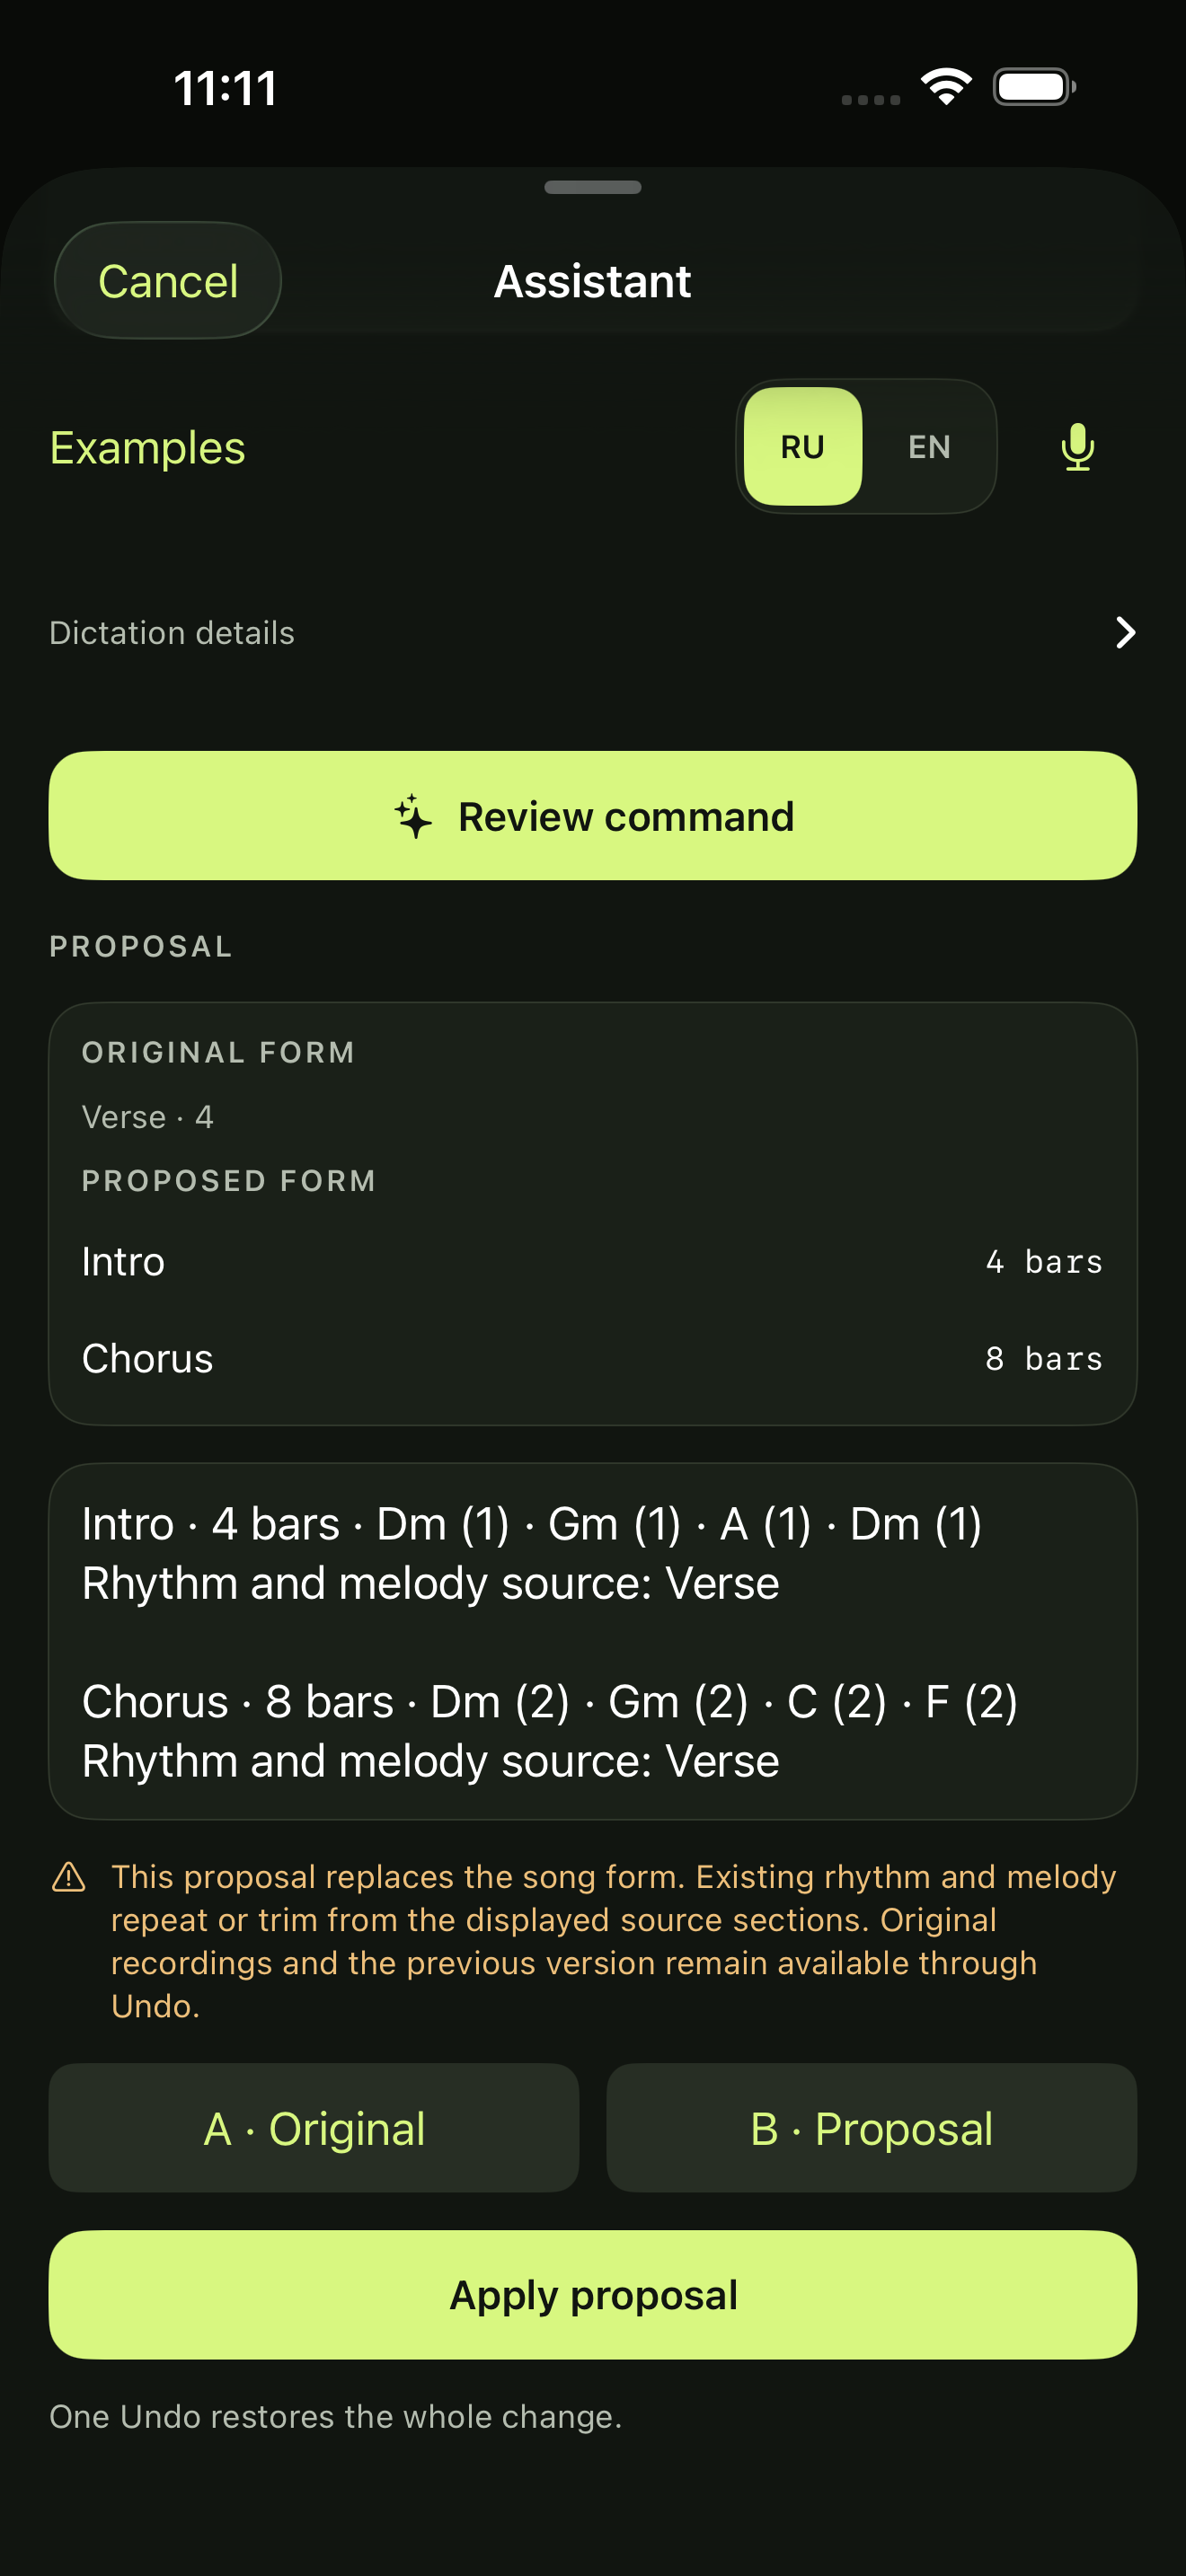 11:11
Cancel
Assistant
Examples
RU
EN
Dictation details
Review command
PROPOSAL
ORIGINAL FORM
Verse · 4
PROPOSED FORM
Intro
4 bars
Chorus
8 bars
Intro · 4 bars · Dm (1) · Gm (1) · A (1) · Dm (1)
Rhythm and melody source: Verse
Chorus · 8 bars · Dm (2) · Gm (2) · C (2) · F (2)
Rhythm and melody source: Verse
This proposal replaces the song form. Existing rhythm and melody
repeat or trim from the displayed source sections. Original
recordings and the previous version remain available through
Undo.
A · Original
B · Proposal
Apply proposal
One Undo restores the whole change.